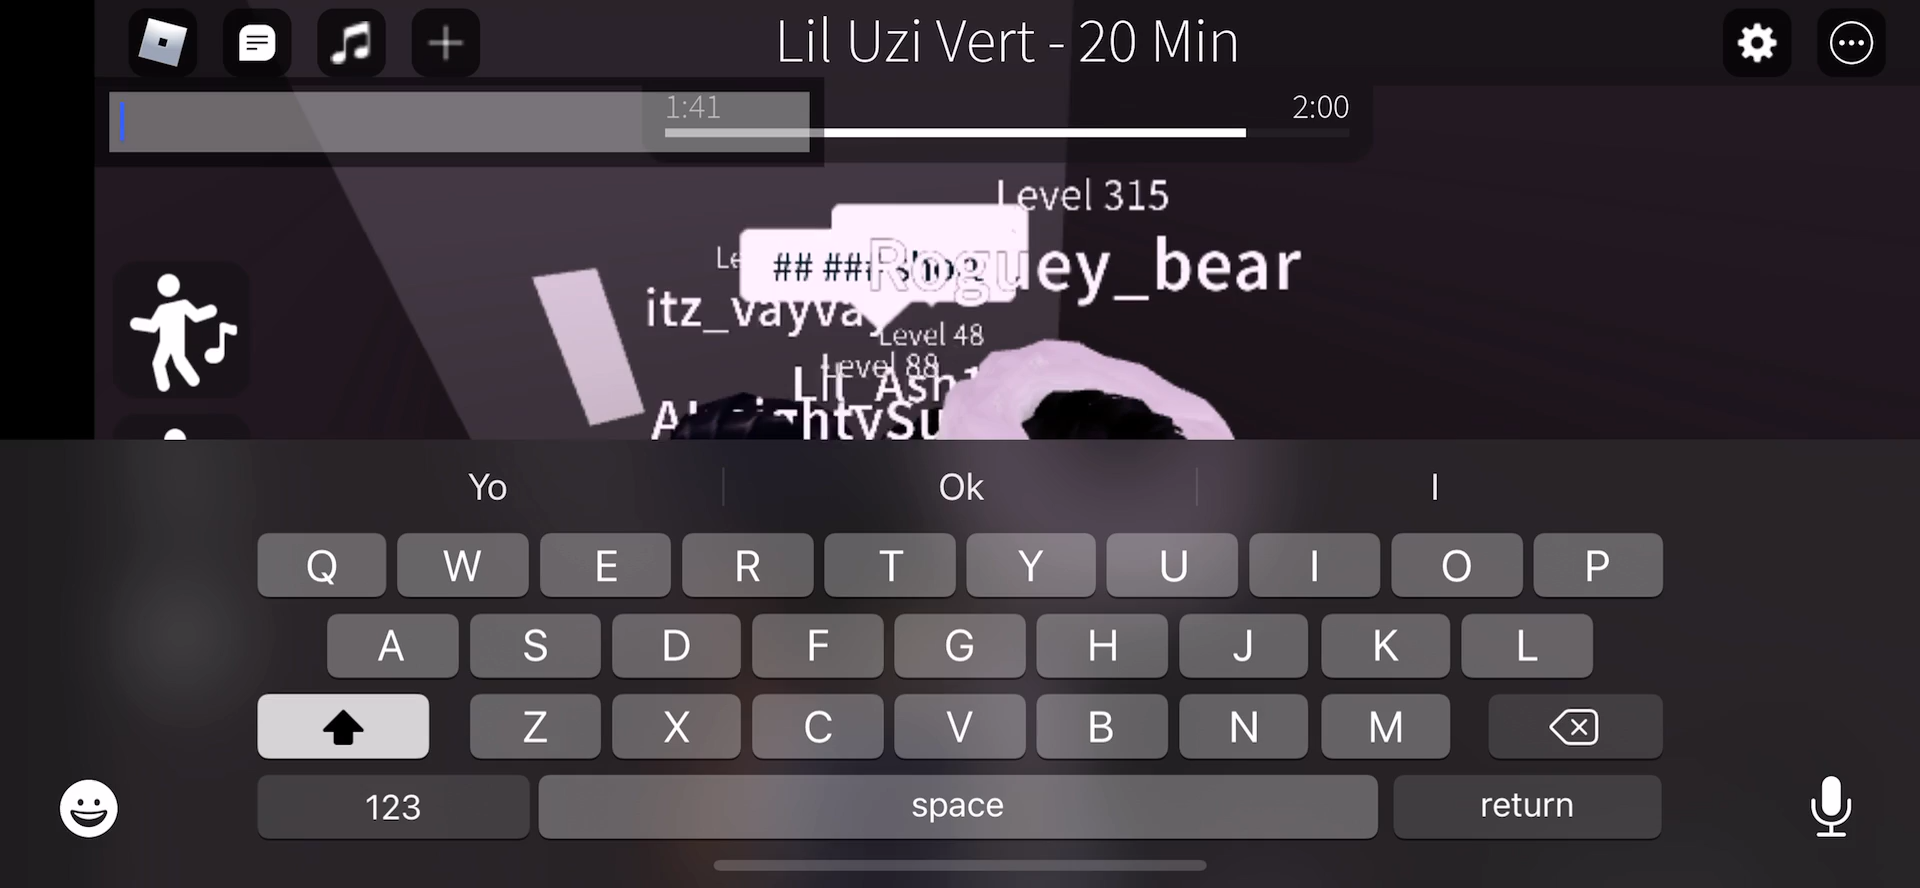 Lil Uzi Vert - 20 Min
1:41
2:00
Level 315
Roguey_bear
Level 48
Level 88
Yo
Ok
I
Q W E R T Y U I O P
A S D F G H J K L
Z X C V B N M
123
space
return